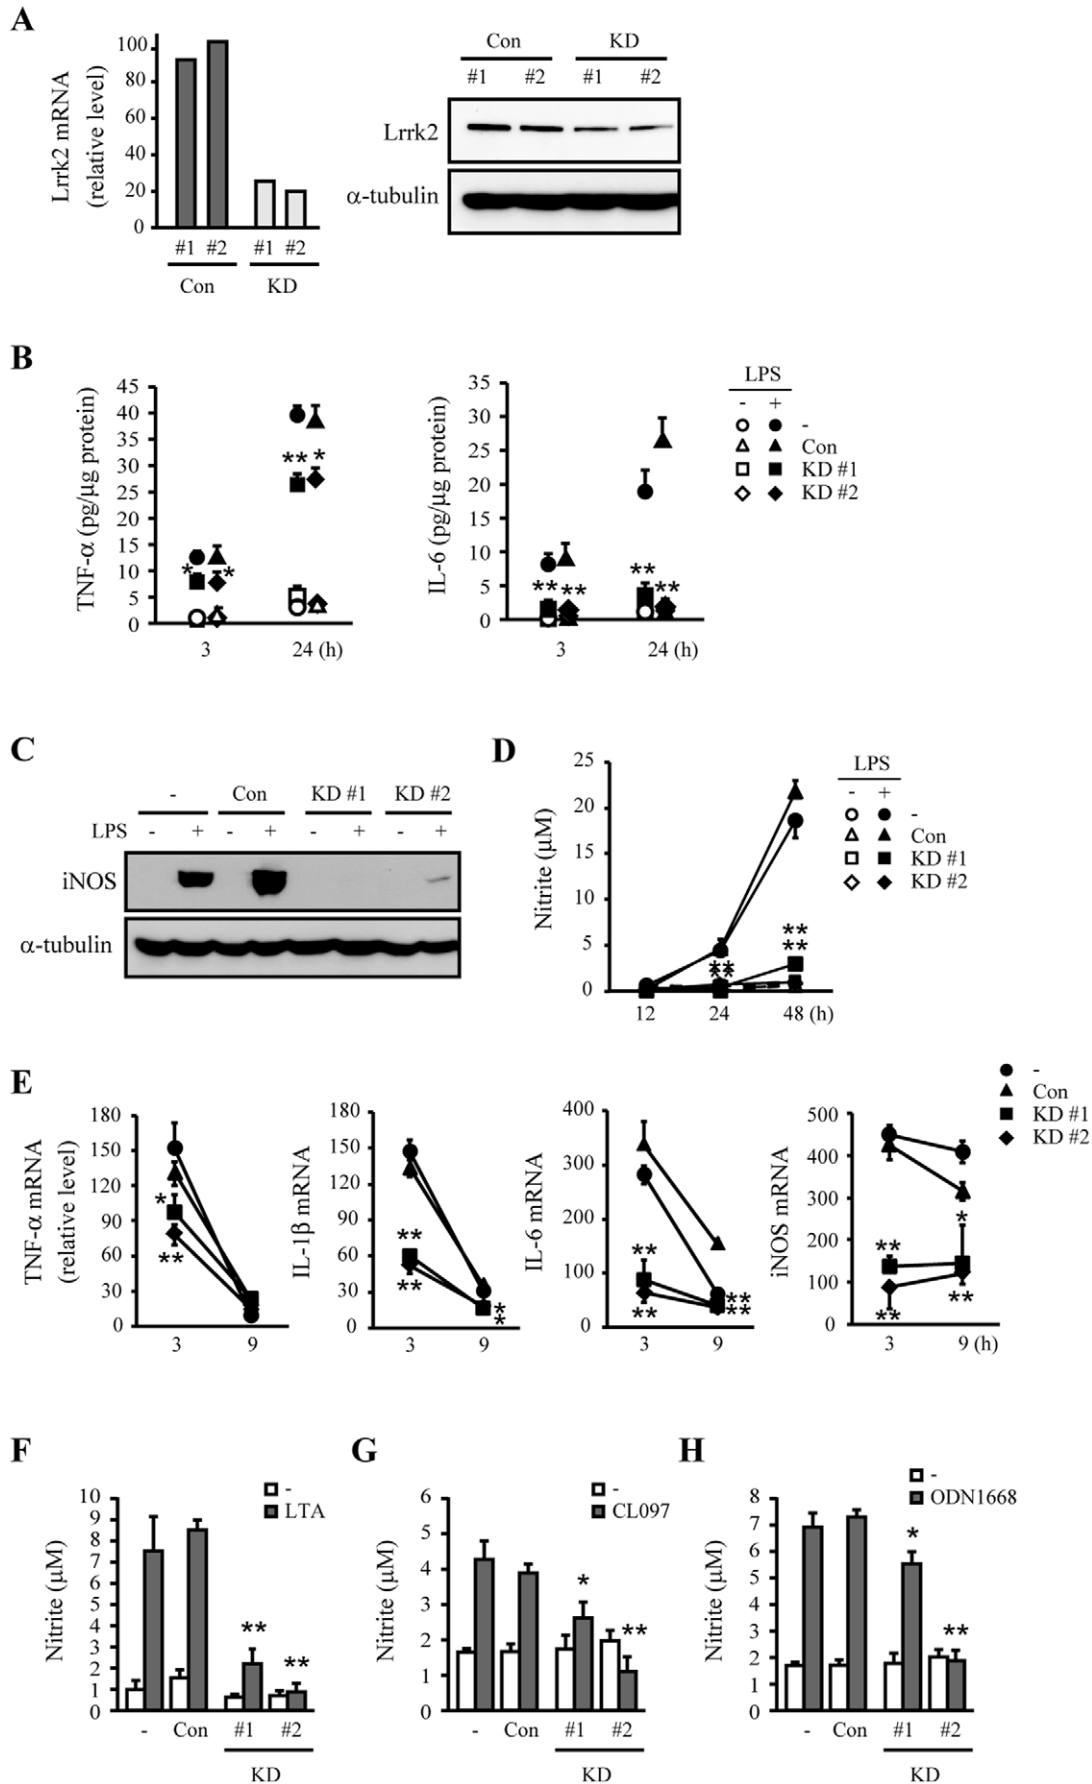 A
Lrrk2 mRNA
(relative level)
100
80
60
40
20
0
#1 #2 #1 #2
Con KD
Con KD
#1 #2 #1 #2
Lrrk2
α-tubulin
B
TNF-α (pg/µg protein)
45
40
35
30
25
20
15
10
5
0
** *
* *
3 24 (h)
IL-6 (pg/µg protein)
35
30
25
20
15
10
5
0
** **
** **
3 24 (h)
LPS
- +
-
Con
KD #1
KD #2
C
- Con KD #1 KD #2
LPS - + - + - + - +
iNOS
α-tubulin
D
Nitrite (µM)
25
20
15
10
5
0
**
**
**
**
12 24 48 (h)
LPS
- +
-
Con
KD #1
KD #2
E
TNF-α mRNA
(relative level)
180
150
120
90
60
30
0
*
**
3 9
IL-1β mRNA
180
150
120
90
60
30
0
**
**
*
*
3 9
IL-6 mRNA
400
300
200
100
0
**
**
**
**
3 9
iNOS mRNA
500
400
300
200
100
0
**
**
*
**
3 9 (h)
-
Con
KD #1
KD #2
F
-
LTA
Nitrite (µM)
10
9
8
7
6
5
4
3
2
1
0
**
**
- Con #1 #2
KD
G
-
CL097
Nitrite (µM)
6
5
4
3
2
1
0
*
**
- Con #1 #2
KD
H
-
ODN1668
Nitrite (µM)
8
7
6
5
4
3
2
1
0
*
**
- Con #1 #2
KD